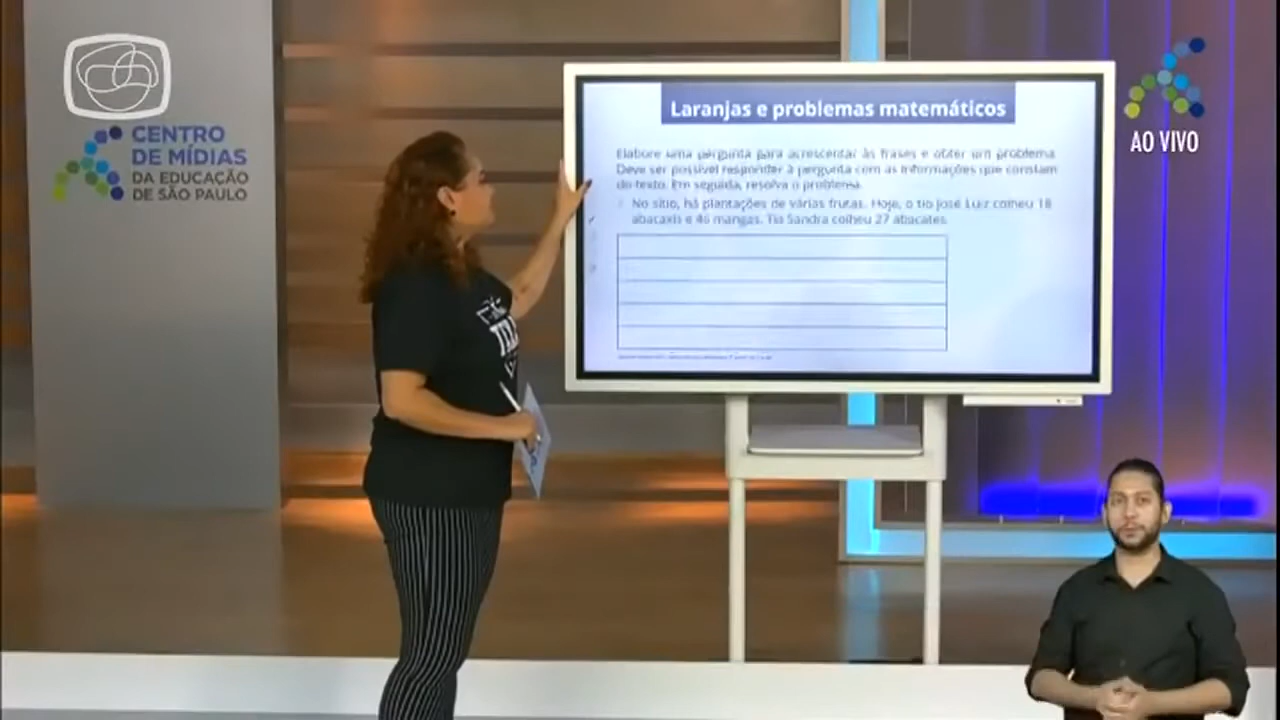 CENTRO
DE MÍDIAS
DA EDUCAÇÃO
DE SÃO PAULO
Laranjas e problemas matemáticos
Elabore uma pergunta para acrescentar às frases e obter um problema.
Deve ser possível responder à pergunta com as informações que constam
do texto. Em seguida, resolva o problema.
No sítio, há plantações de várias frutas. Hoje, o tio José Luiz colheu 18
abacaxis e 46 mangas. Tia Sandra colheu 27 abacates.
AO VIVO